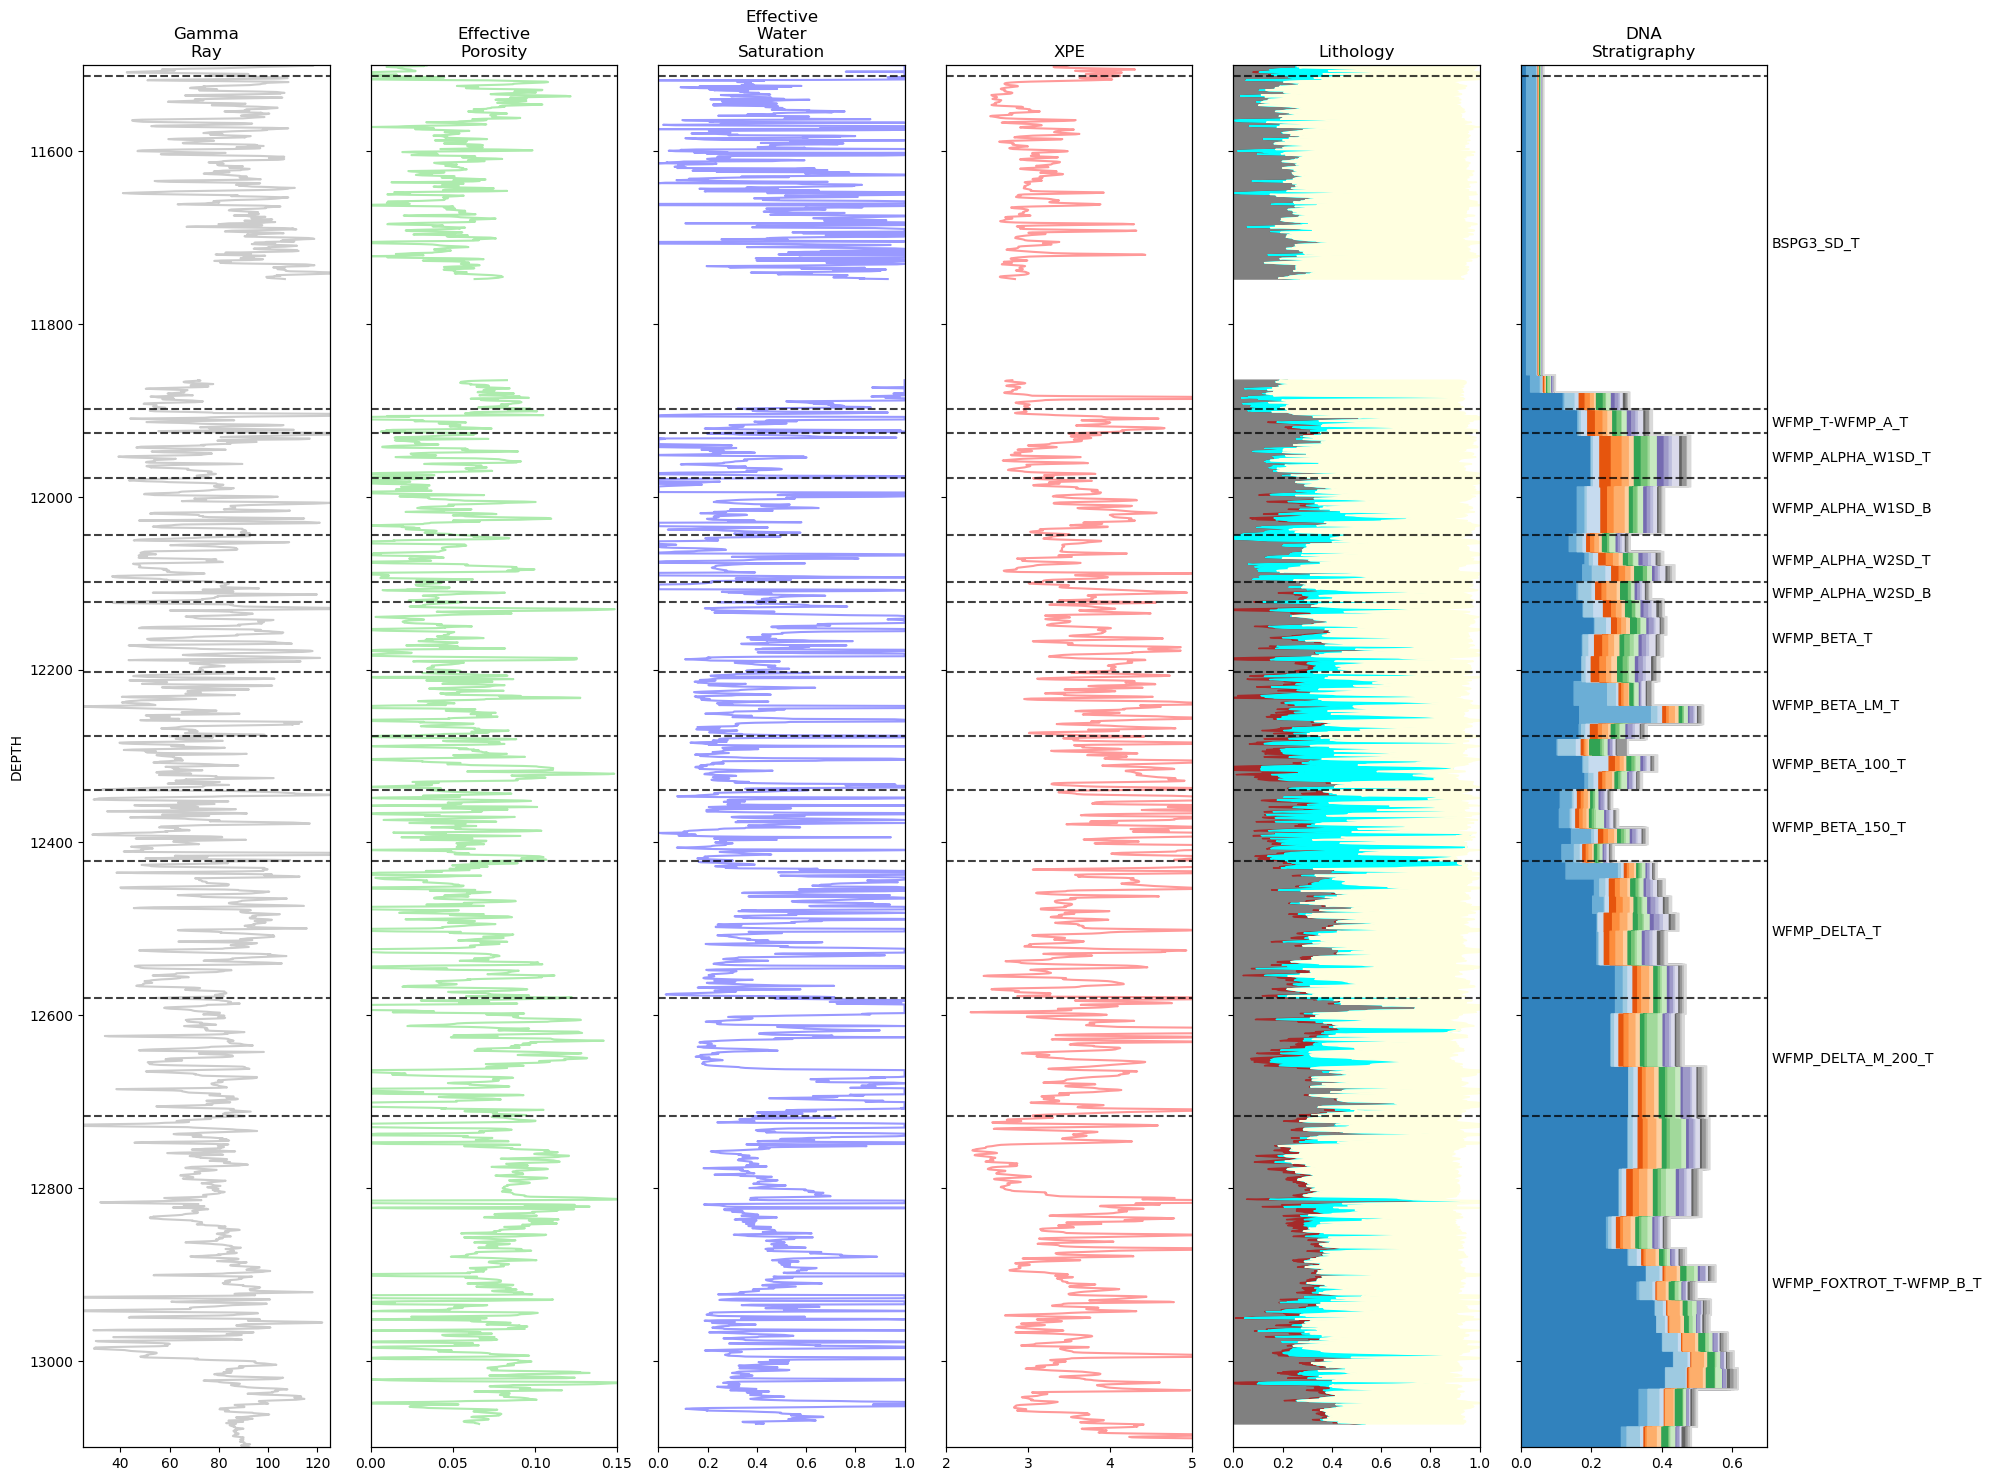 Gamma
Ray
Effective
Porosity
Effective
Water
Saturation
XPE
Lithology
DNA
Stratigraphy
DEPTH
11600
11800
12000
12200
12400
12600
12800
13000
BSPG3_SD_T
WFMP_T-WFMP_A_T
WFMP_ALPHA_W1SD_T
WFMP_ALPHA_W1SD_B
WFMP_ALPHA_W2SD_T
WFMP_ALPHA_W2SD_B
WFMP_BETA_T
WFMP_BETA_LM_T
WFMP_BETA_100_T
WFMP_BETA_150_T
WFMP_DELTA_T
WFMP_DELTA_M_200_T
WFMP_FOXTROT_T-WFMP_B_T
40 60 80 100 120
0.00 0.05 0.10 0.15
0.0 0.2 0.4 0.6 0.8 1.0
2 3 4 5
0.0 0.2 0.4 0.6 0.8 1.0
0.0 0.2 0.4 0.6